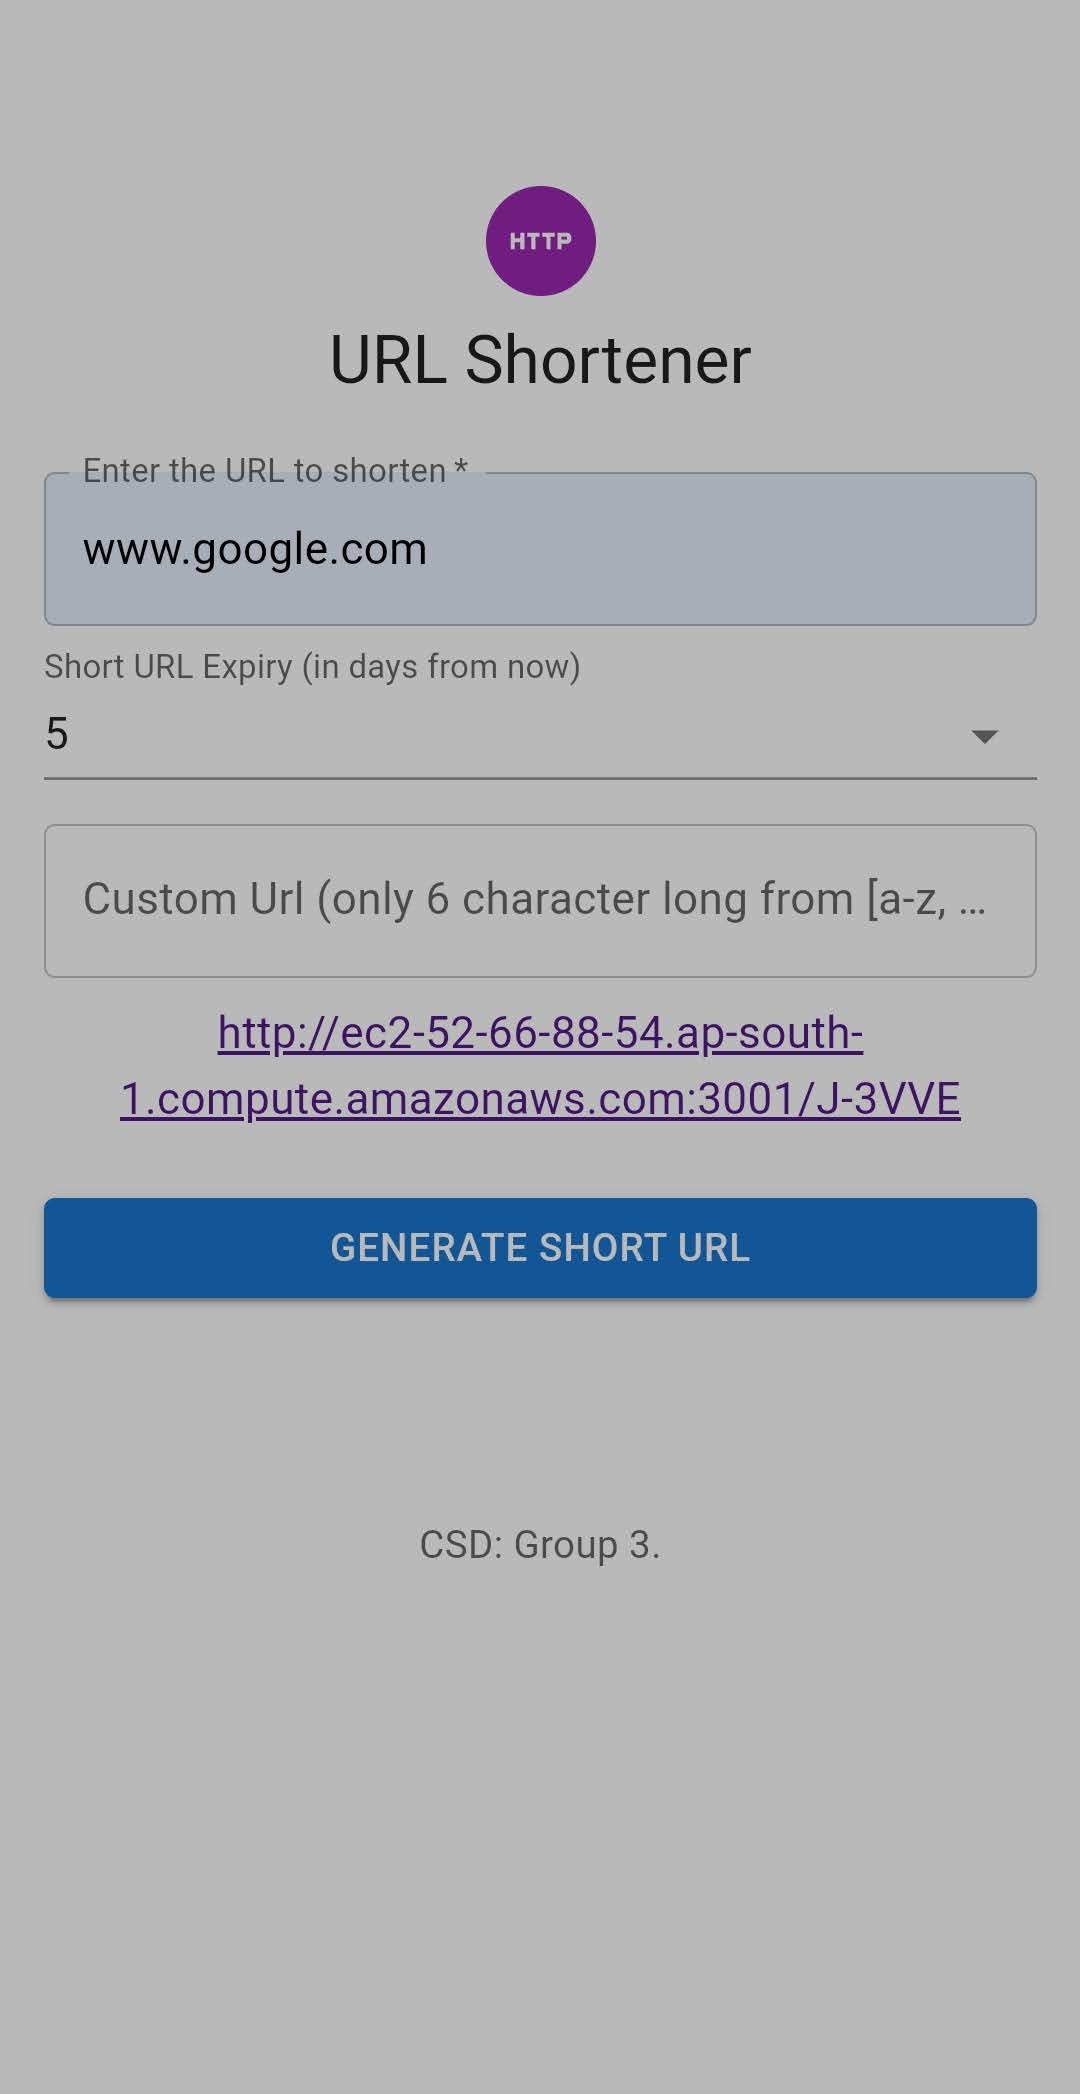 HTTP
URL Shortener
Enter the URL to shorten *
www.google.com
Short URL Expiry (in days from now)
5
Custom Url (only 6 character long from [a-z, ...
http://ec2-52-66-88-54.ap-south-
1.compute.amazonaws.com:3001/J-3VVE
GENERATE SHORT URL
CSD: Group 3.